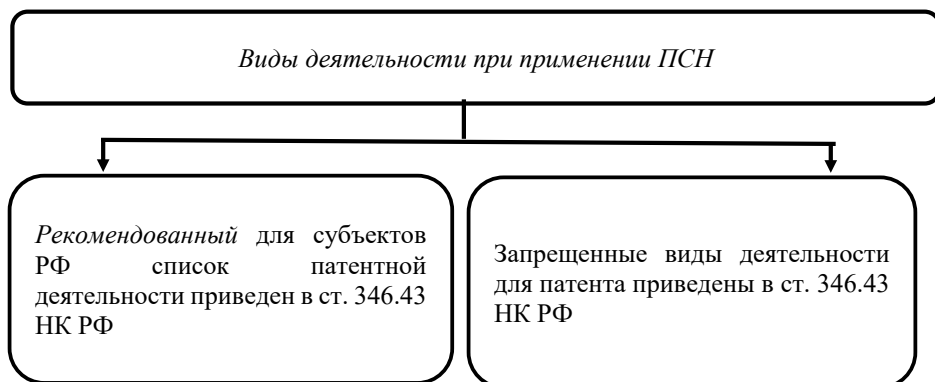 Виды деятельности при применении ПСН
Рекомендованный для субъектов
РФ список патентной
деятельности приведен в ст. 346.43
НК РФ
Запрещенные виды деятельности
для патента приведены в ст. 346.43
НК РФ